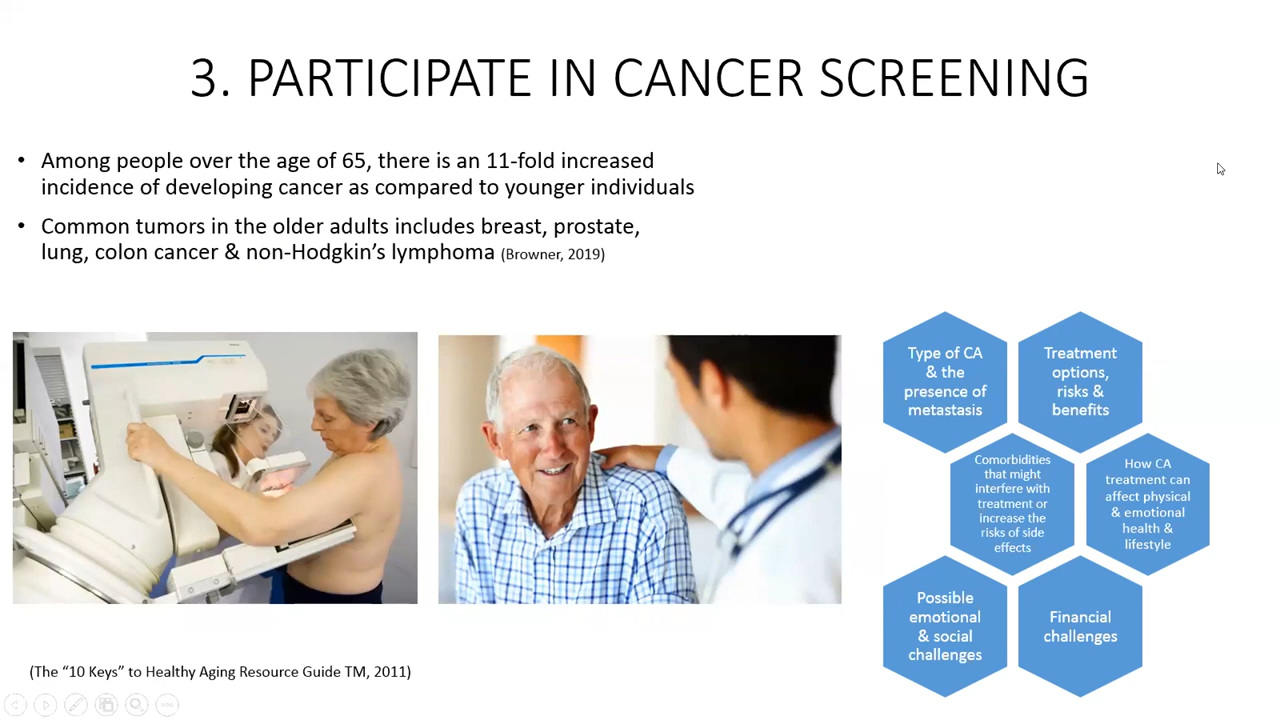 3. PARTICIPATE IN CANCER SCREENING
• Among people over the age of 65, there is an 11-fold increased
incidence of developing cancer as compared to younger individuals
• Common tumors in the older adults includes breast, prostate,
lung, colon cancer & non-Hodgkin’s lymphoma (Browner, 2019)
Type of CA
& the
presence of
metastasis
Treatment
options,
risks &
benefits
Comorbidities
that might
interfere with
treatment or
increase the
risks of side
effects
How CA
treatment can
affect physical
& emotional
health &
lifestyle
Possible
emotional
& social
challenges
Financial
challenges
(The “10 Keys” to Healthy Aging Resource Guide TM, 2011)